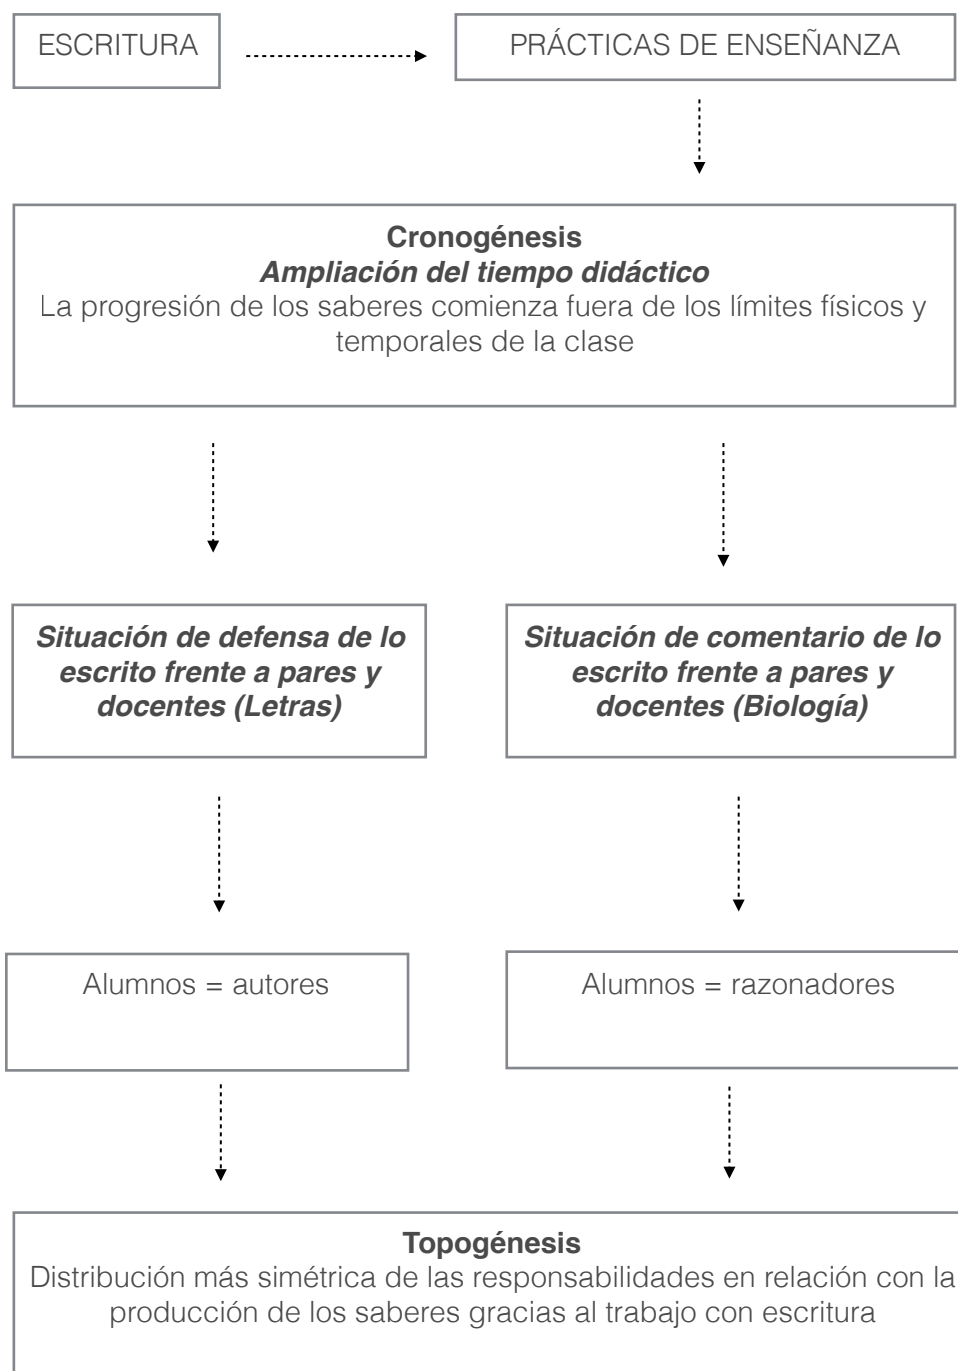 ESCRITURA
PRÁCTICAS DE ENSEÑANZA
Cronogénesis
Ampliación del tiempo didáctico
La progresión de los saberes comienza fuera de los límites físicos y
temporales de la clase
Situación de defensa de lo
escrito frente a pares y
docentes (Letras)
Situación de comentario de lo
escrito frente a pares y
docentes (Biología)
Alumnos = autores
Alumnos = razonadores
Topogénesis
Distribución más simétrica de las responsabilidades en relación con la
producción de los saberes gracias al trabajo con escritura